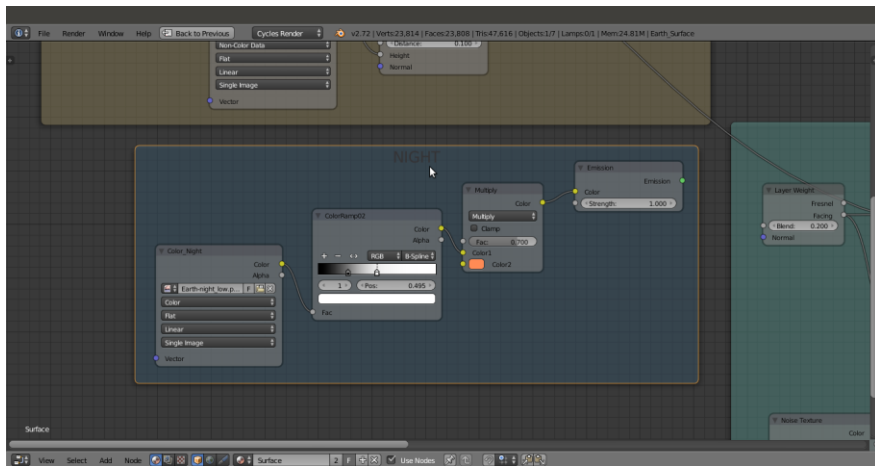 File Render Window Help Back to Previous Cycles Render v2.72 | Verts:23,814 | Faces:23,808 | Tris:47,616 | Objects:1/7 | Lamps:0/1 | Mem:24.81M | Earth_Surface
Non-Color Data
Flat
Linear
Single Image
Vector
Distance: 0.100
Height
Normal
NIGHT
Color_Night
Color
Alpha
Earth-night_low.p... F
Color
Flat
Linear
Single Image
Vector
ColorRamp02
Color
Alpha
+ - RGB B-Spline
1 Pos: 0.495
Fac
Multiply
Color
Multiply
Clamp
Fac: 0.700
Color1
Color2
Emission
Emission
Color
Strength: 1.000
Layer Weight
Fresnel
Facing
Blend: 0.200
Normal
Noise Texture
Color
Surface
View Select Add Node Surface 2 F Use Nodes